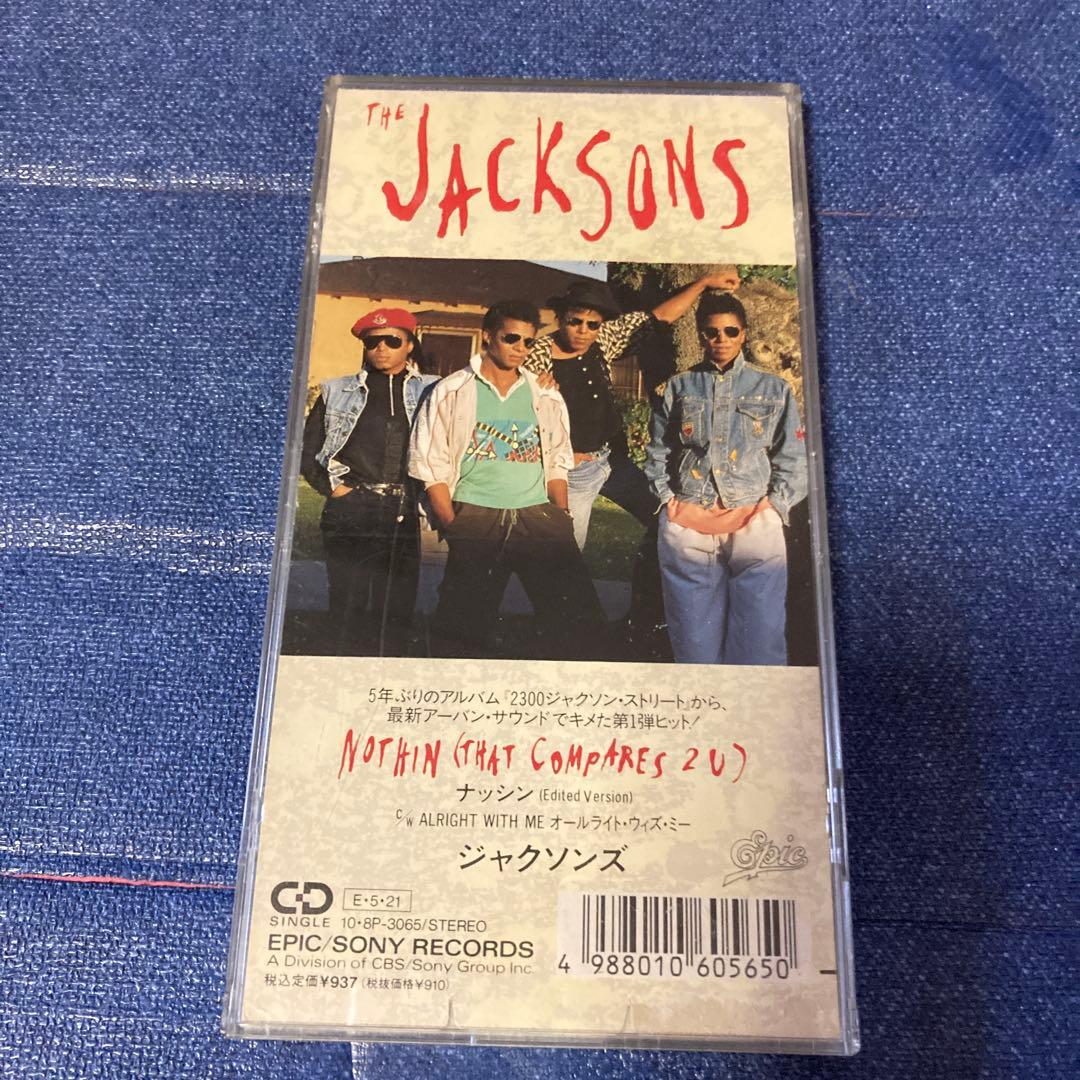 THE
JACKSONS
5年ぶりのアルバム『2300ジャクソン・ストリート』から、
最新アーバン・サウンドでキメた第1弾ヒット!
NOTHIN (THAT COMPARES 2 U)
ナッシン (Edited Version)
C/W ALRIGHT WITH ME オールライト・ウィズ・ミー
ジャクソンズ
Epic
CD
SINGLE
E・5・21
10・8P-3065/STEREO
EPIC/SONY RECORDS
A Division of CBS/Sony Group Inc.
税込定価¥937 (税抜価格¥910)
4 988010 605650